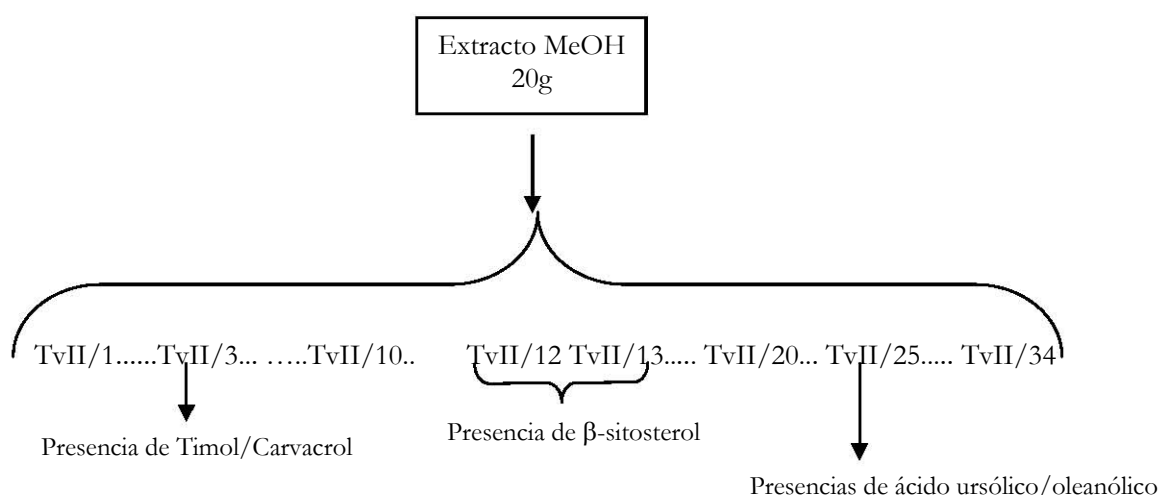 Extracto MeOH
20g
TvII/1......TvII/3... …..TvII/10.. TvII/12 TvII/13..... TvII/20... TvII/25..... TvII/34
Presencia de Timol/Carvacrol
Presencia de β-sitosterol
Presencias de ácido ursólico/oleanólico